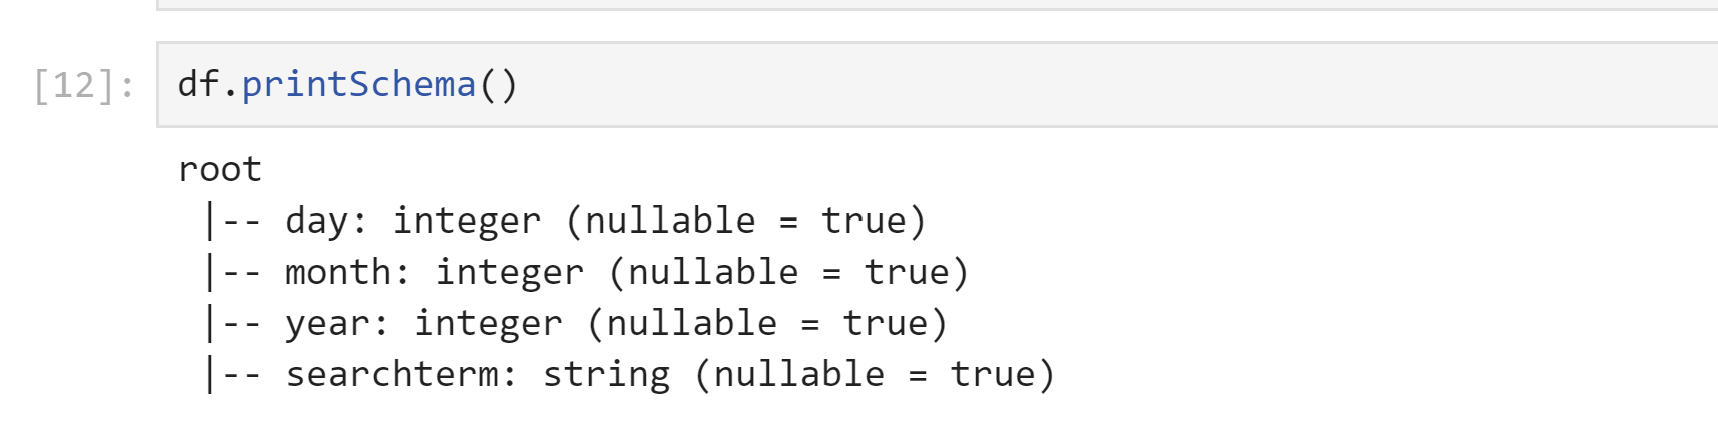 [12]: df.printSchema()
root
 |-- day: integer (nullable = true)
 |-- month: integer (nullable = true)
 |-- year: integer (nullable = true)
 |-- searchterm: string (nullable = true)